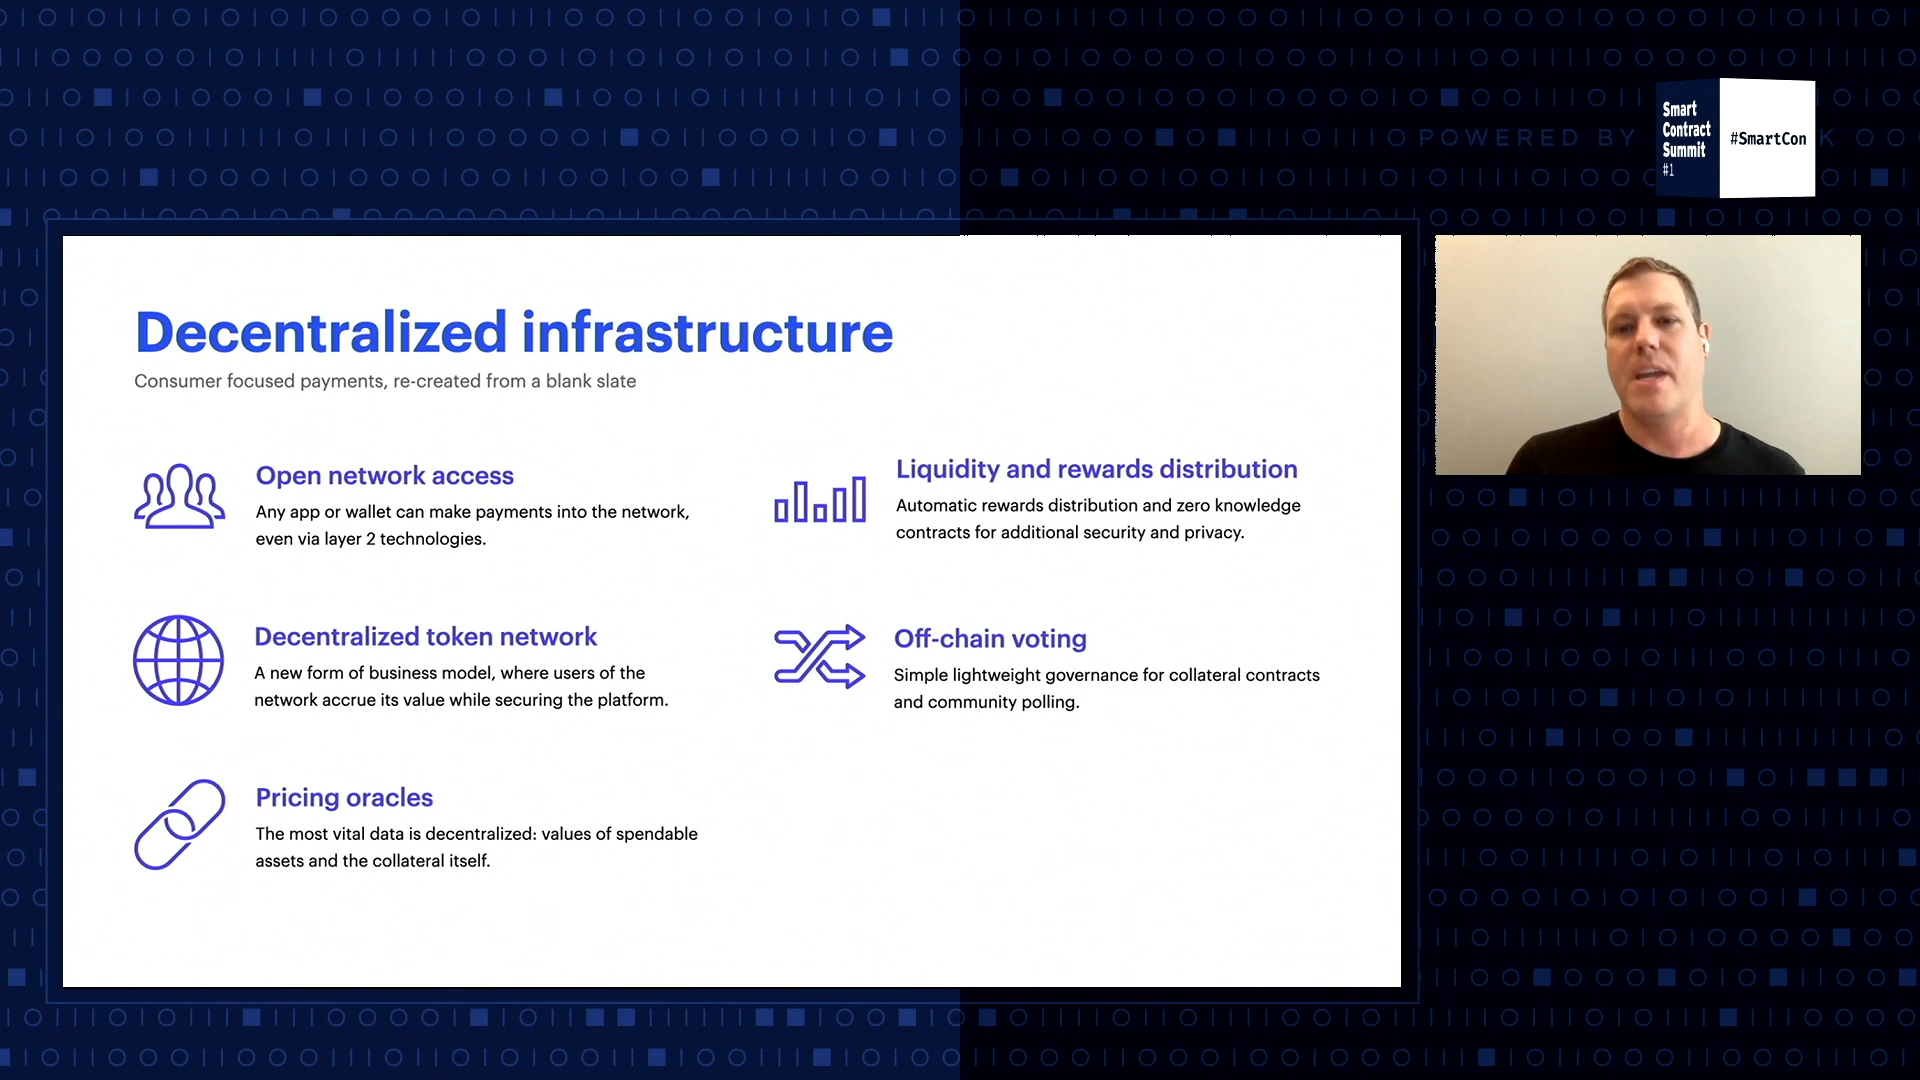 POWERED BY
Smart
Contract
Summit
#1
#SmartCon
K
Decentralized infrastructure
Consumer focused payments, re-created from a blank slate
Open network access
Any app or wallet can make payments into the network,
even via layer 2 technologies.
Liquidity and rewards distribution
Automatic rewards distribution and zero knowledge
contracts for additional security and privacy.
Decentralized token network
A new form of business model, where users of the
network accrue its value while securing the platform.
Off-chain voting
Simple lightweight governance for collateral contracts
and community polling.
Pricing oracles
The most vital data is decentralized: values of spendable
assets and the collateral itself.